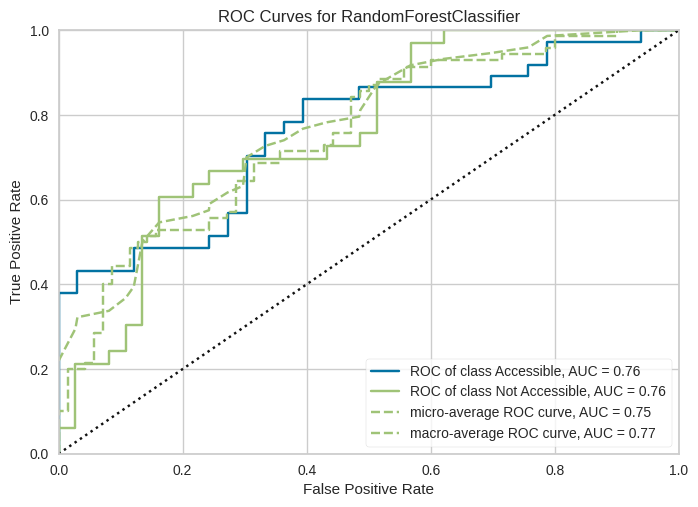 ROC Curves for RandomForestClassifier
True Positive Rate
1.0
0.8
0.6
0.4
0.2
0.0
ROC of class Accessible, AUC = 0.76
ROC of class Not Accessible, AUC = 0.76
micro-average ROC curve, AUC = 0.75
macro-average ROC curve, AUC = 0.77
0.0 0.2 0.4 0.6 0.8 1.0
False Positive Rate